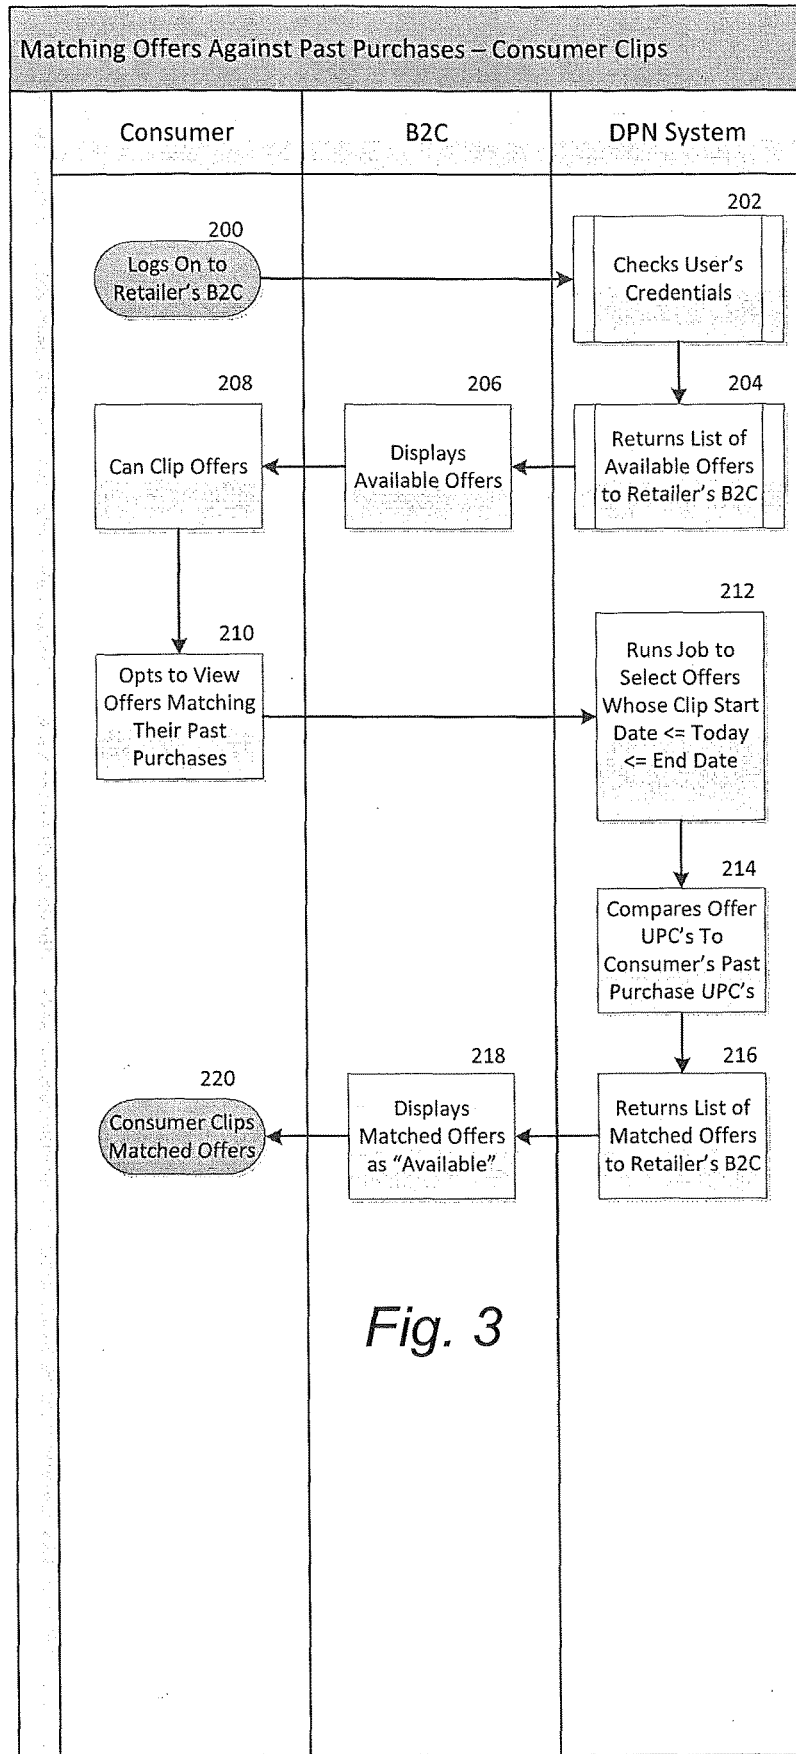 Matching Offers Against Past Purchases – Consumer Clips
Consumer
B2C
DPN System
200
Logs On to
Retailer's B2C
202
Checks User's
Credentials
204
Returns List of
Available Offers
to Retailer's B2C
206
Displays
Available Offers
208
Can Clip Offers
210
Opts to View
Offers Matching
Their Past
Purchases
212
Runs Job to
Select Offers
Whose Clip Start
Date <= Today
<= End Date
214
Compares Offer
UPC's To
Consumer's Past
Purchase UPC's
216
Returns List of
Matched Offers
to Retailer's B2C
218
Displays
Matched Offers
as "Available"
220
Consumer Clips
Matched Offers
Fig. 3